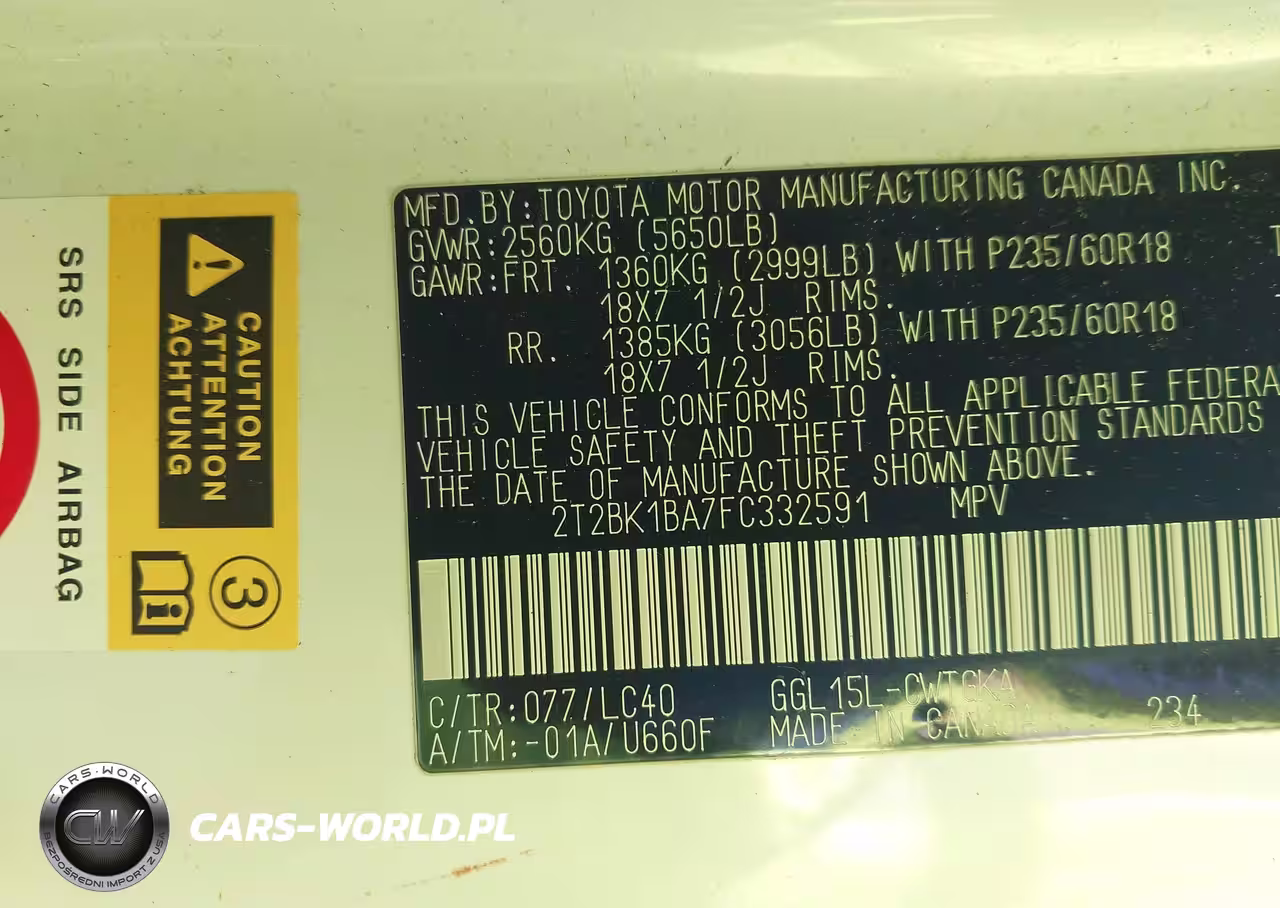 SRS SIDE AIRBAG
CAUTION
ATTENTION
ACHTUNG
3
i
MFD. BY: TOYOTA MOTOR MANUFACTURING CANADA INC.
GVWR: 2560KG (5650LB)
GAWR: FRT. 1360KG (2999LB) WITH P235/60R18
18X7 1/2J RIMS.
RR. 1385KG (3056LB) WITH P235/60R18
18X7 1/2J RIMS.
THIS VEHICLE CONFORMS TO ALL APPLICABLE FEDERA
VEHICLE SAFETY AND THEFT PREVENTION STANDARDS
THE DATE OF MANUFACTURE SHOWN ABOVE.
2T2BK1BA7FC332591 MPV
C/TR: 077/LC40 GGL15L-CWTGKA
A/TM: -01A/U660F MADE IN CANADA 234
CARS-WORLD
CW
BEZPOŚREDNI IMPORT Z USA
CARS-WORLD.PL